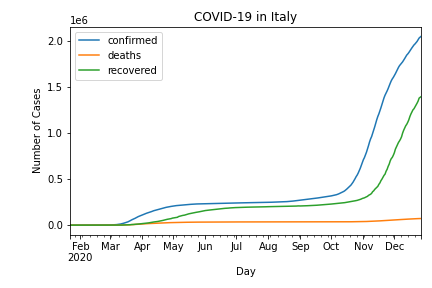 COVID-19 in Italy
1e6
2.0
1.5
1.0
0.5
0.0
Number of Cases
confirmed
deaths
recovered
Feb Mar Apr May Jun Jul Aug Sep Oct Nov Dec
2020
Day